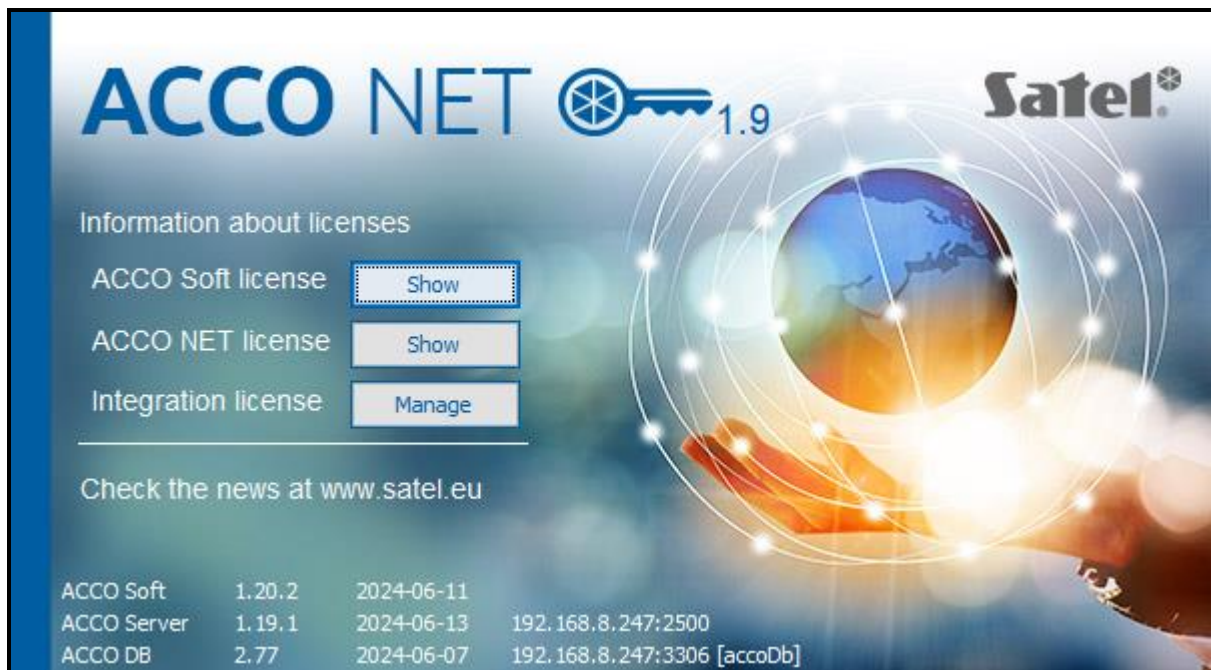 ACCO NET 1.9
Satel®
Information about licenses
ACCO Soft license Show
ACCO NET license Show
Integration license Manage
Check the news at www.satel.eu
ACCO Soft 1.20.2 2024-06-11
ACCO Server 1.19.1 2024-06-13 192.168.8.247:2500
ACCO DB 2.77 2024-06-07 192.168.8.247:3306 [accoDb]